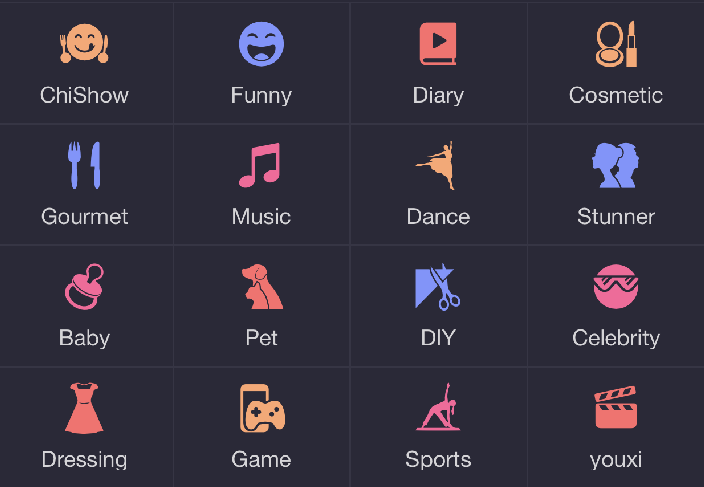 ChiShow
Funny
Diary
Cosmetic
Gourmet
Music
Dance
Stunner
Baby
Pet
DIY
Celebrity
Dressing
Game
Sports
youxi